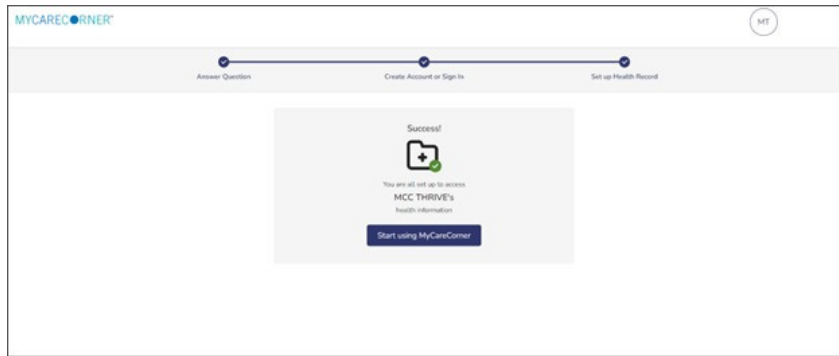 MYCARECORNER™
MT
Answer Question
Create Account or Sign In
Set up Health Record
Success!
You are all set up to access
MCC THRIVE's
health information
Start using MyCareCorner